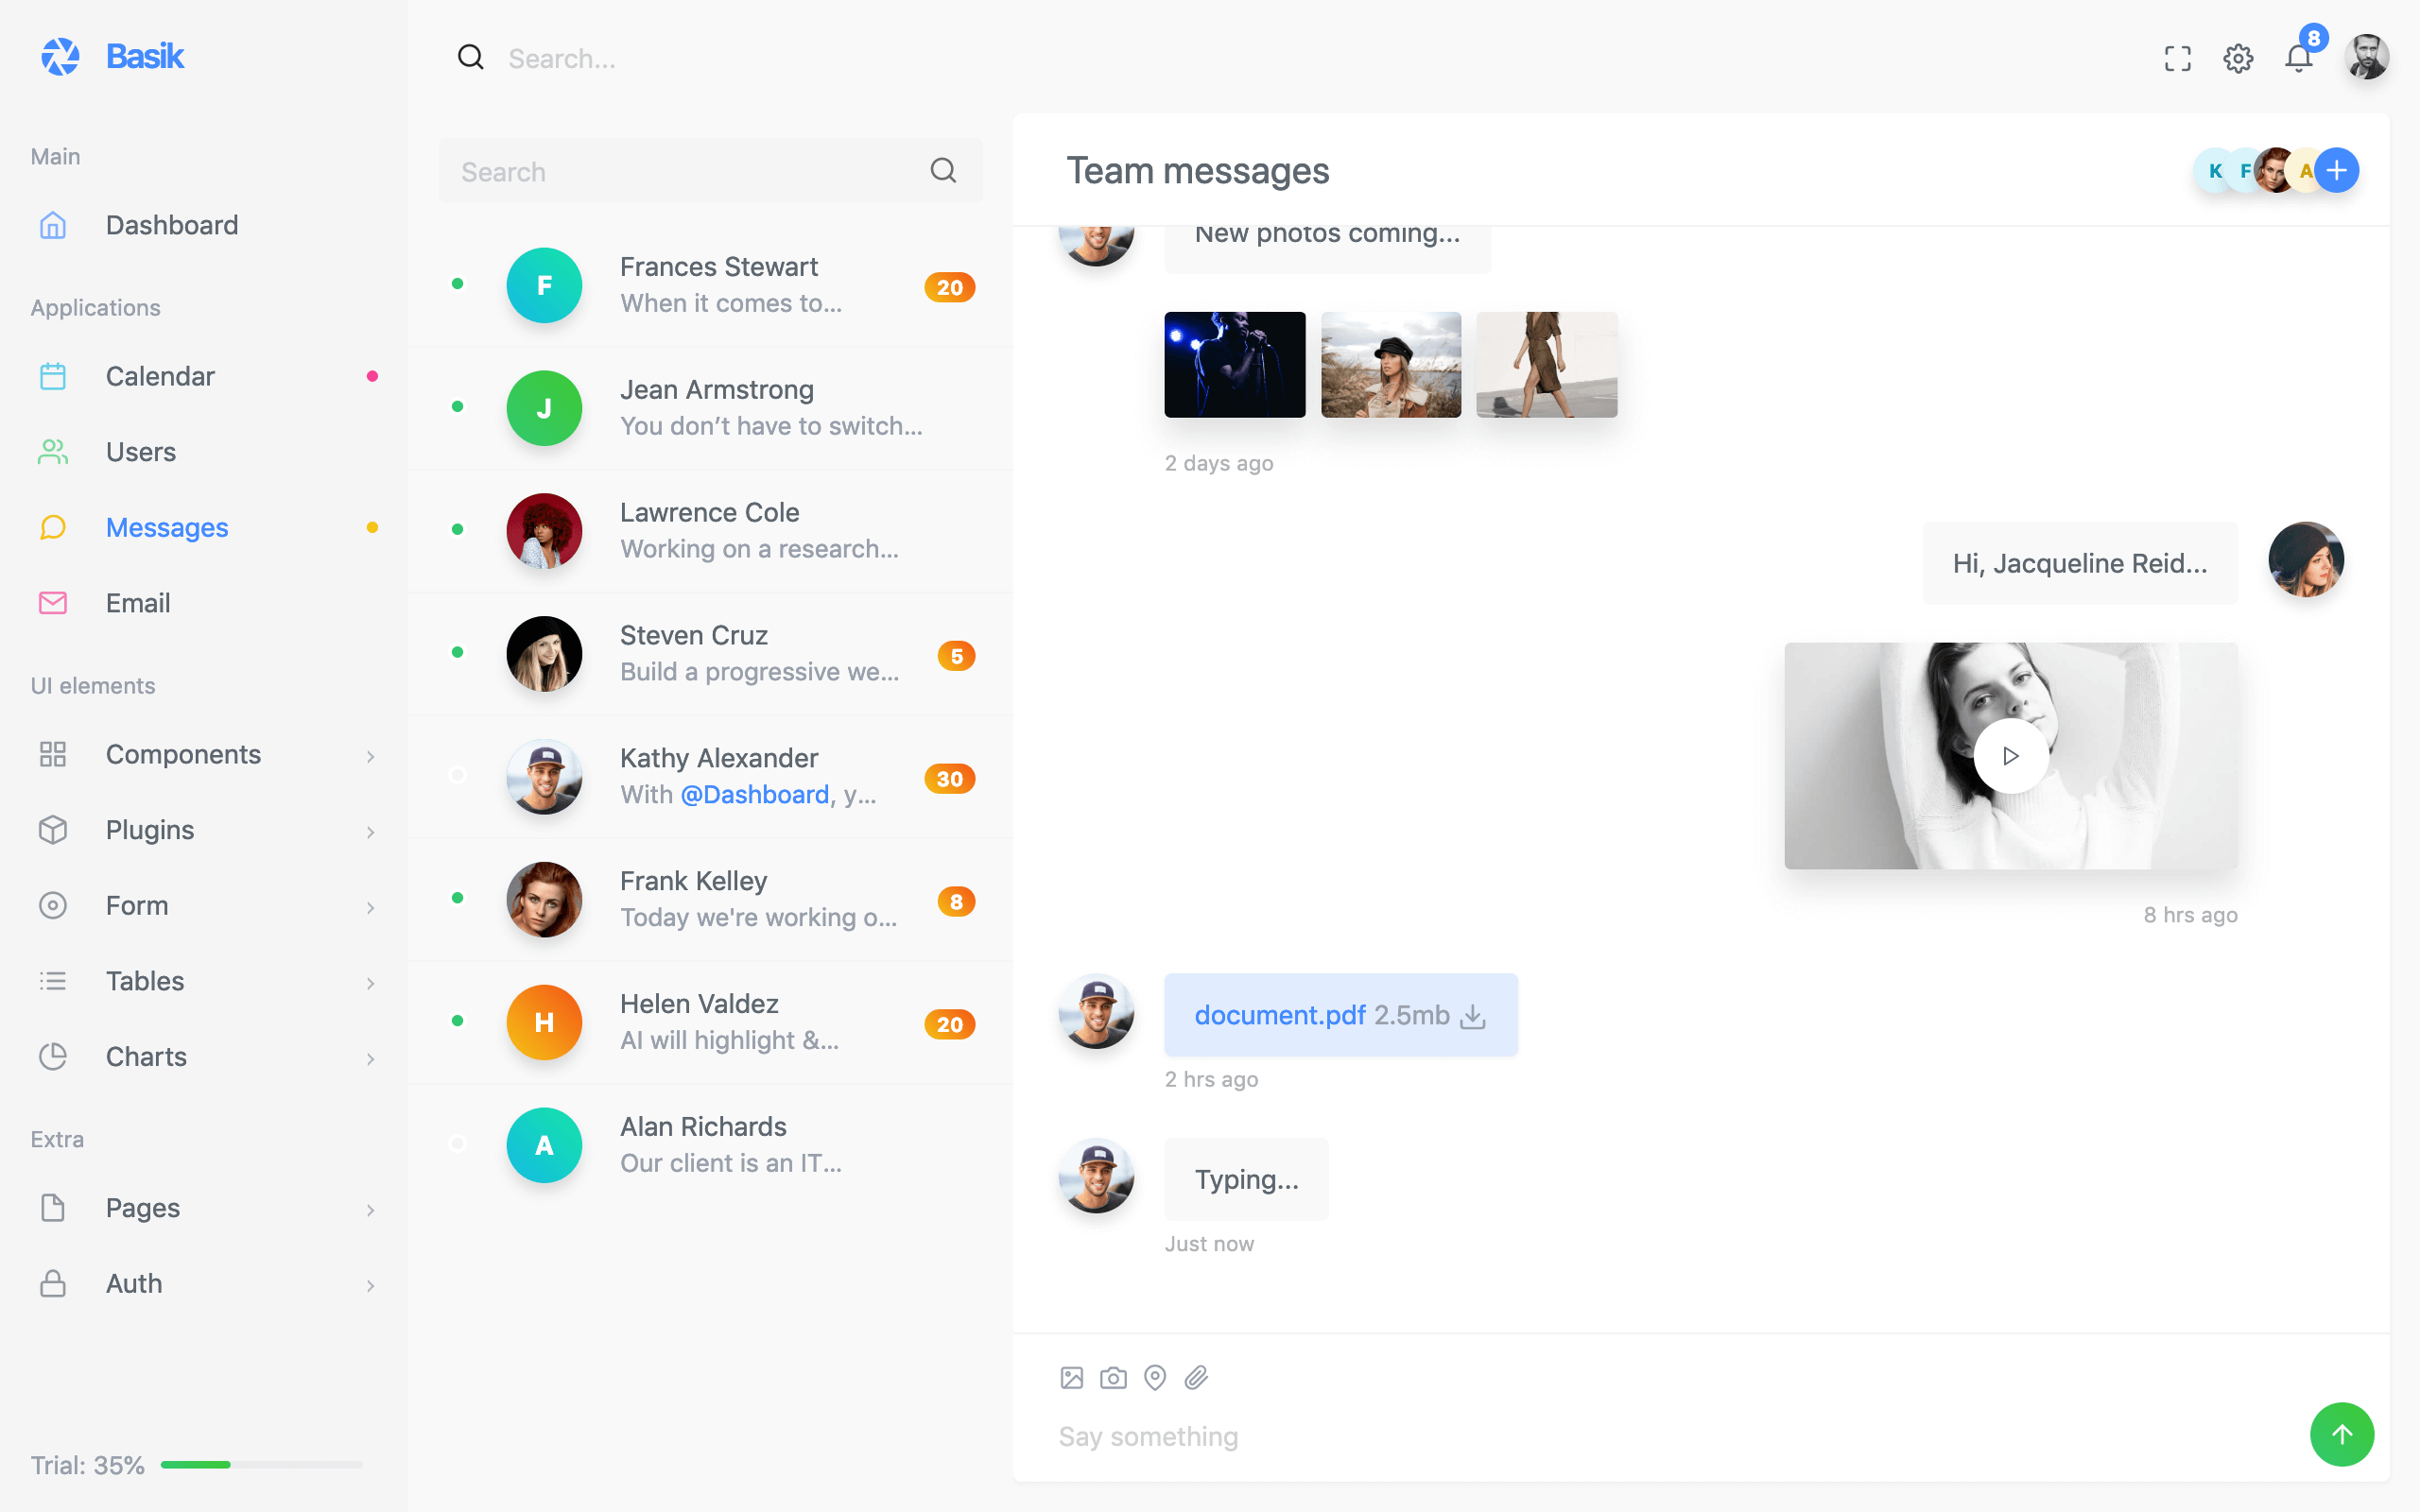 Basik
Search...
8
Main
Dashboard
Applications
Calendar
Users
Messages
Email
UI elements
Components
Plugins
Form
Tables
Charts
Extra
Pages
Auth
Trial: 35%
Search
F
Frances Stewart
When it comes to...
20
J
Jean Armstrong
You don’t have to switch...
Lawrence Cole
Working on a research...
Steven Cruz
Build a progressive we...
5
Kathy Alexander
With @Dashboard, y...
30
Frank Kelley
Today we're working o...
8
H
Helen Valdez
AI will highlight &...
20
A
Alan Richards
Our client is an IT...
Team messages
K F A
New photos coming...
2 days ago
Hi, Jacqueline Reid...
8 hrs ago
document.pdf 2.5mb
2 hrs ago
Typing...
Just now
Say something